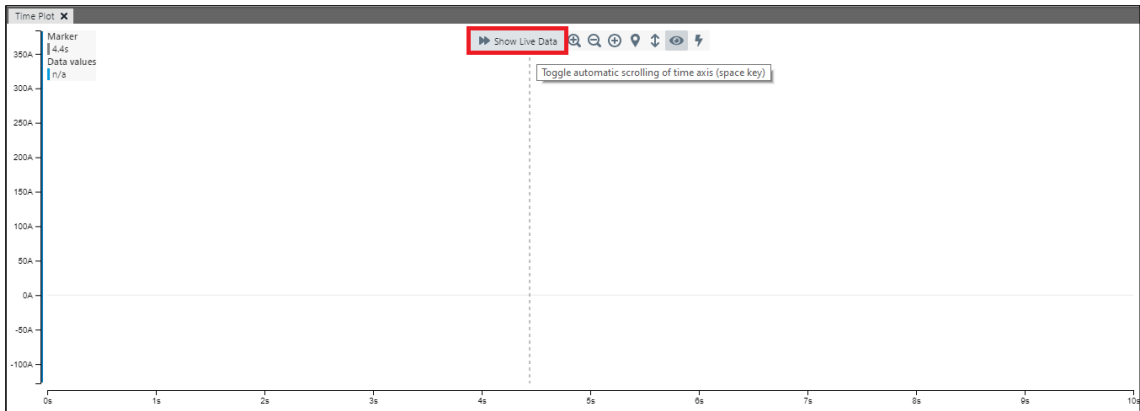 Time Plot
Marker
4.4s
Data values
n/a
Show Live Data
Toggle automatic scrolling of time axis (space key)
350A
300A
250A
200A
150A
100A
50A
0A
-50A
-100A
0s 1s 2s 3s 4s 5s 6s 7s 8s 9s 10s